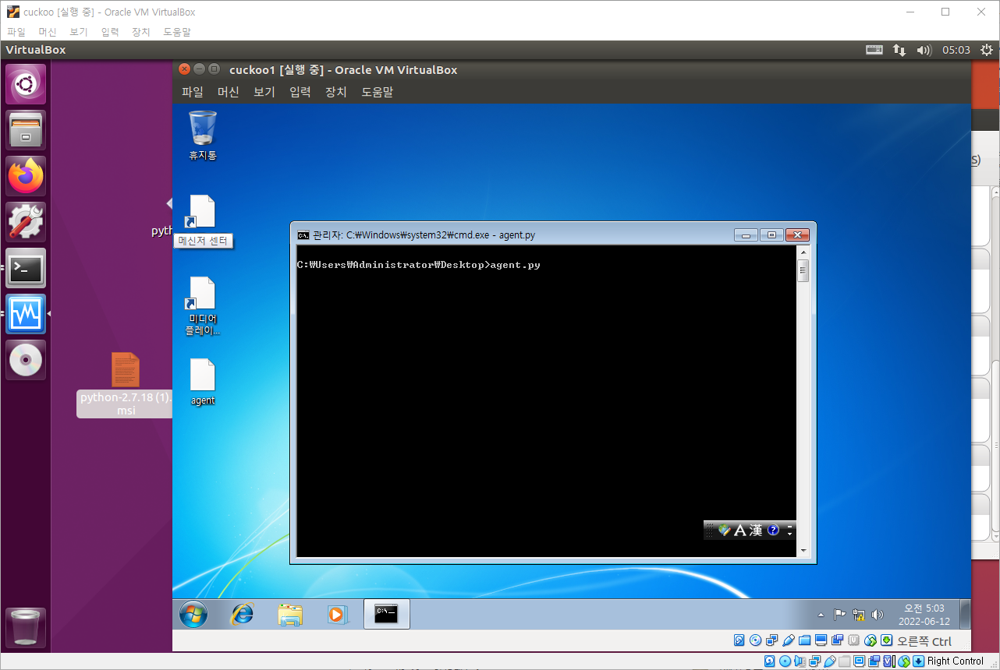 cuckoo [실행 중] - Oracle VM VirtualBox
파일 머신 보기 입력 장치 도움말
VirtualBox
05:03
cuckoo1 [실행 중] - Oracle VM VirtualBox
파일 머신 보기 입력 장치 도움말
휴지통
S)
pyth
메신저 센터
관리자: C:₩Windows₩system32₩cmd.exe - agent.py
C:₩Users₩Administrator₩Desktop>agent.py
미디어
플레이...
agent
python-2.7.18 (1).
msi
A 漢
C:\_
오전 5:03
2022-06-12
오른쪽 Ctrl
Right Control